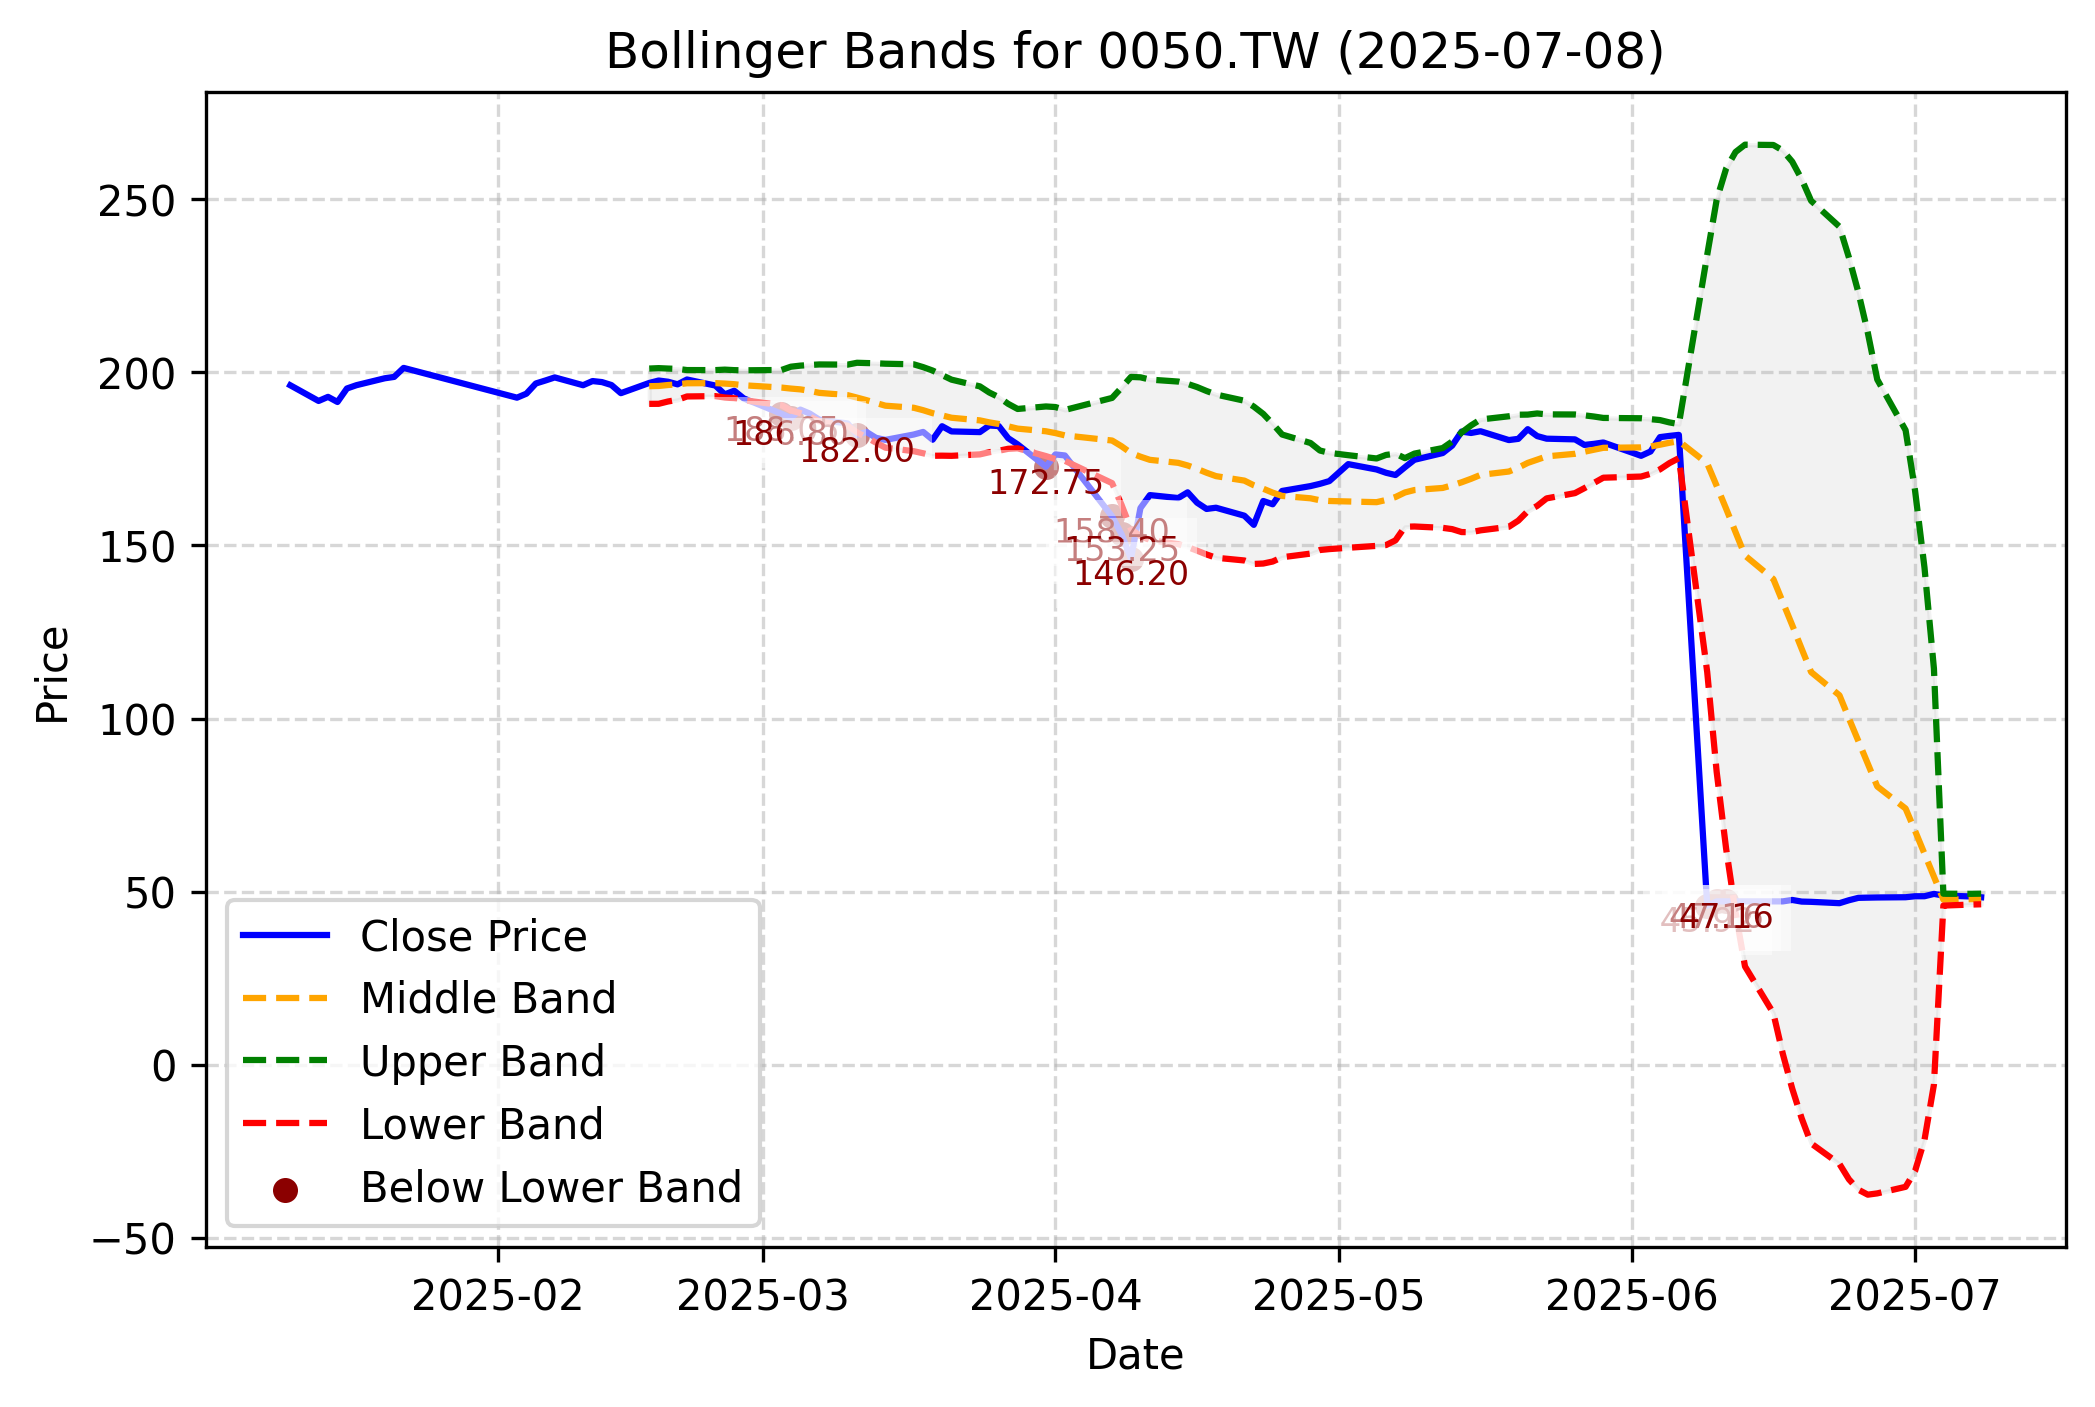 Bollinger Bands for 0050.TW (2025-07-08)
Price
250
200
150
100
50
0
−50
182.00
172.75
158.40
153.25
146.20
47.16
Close Price
Middle Band
Upper Band
Lower Band
Below Lower Band
2025-02
2025-03
2025-04
2025-05
2025-06
2025-07
Date